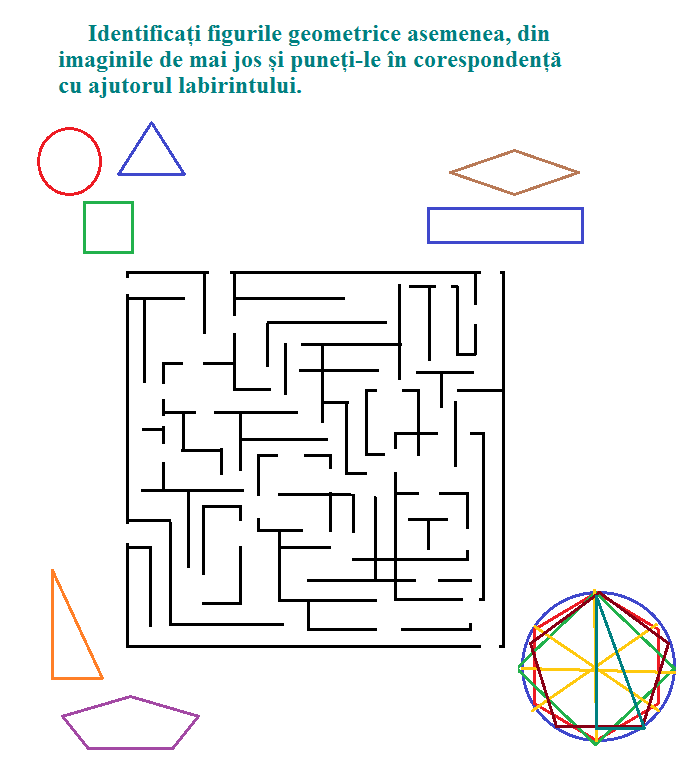 Identificați figurile geometrice asemenea, din
imaginile de mai jos și puneți-le în corespondență
cu ajutorul labirintului.